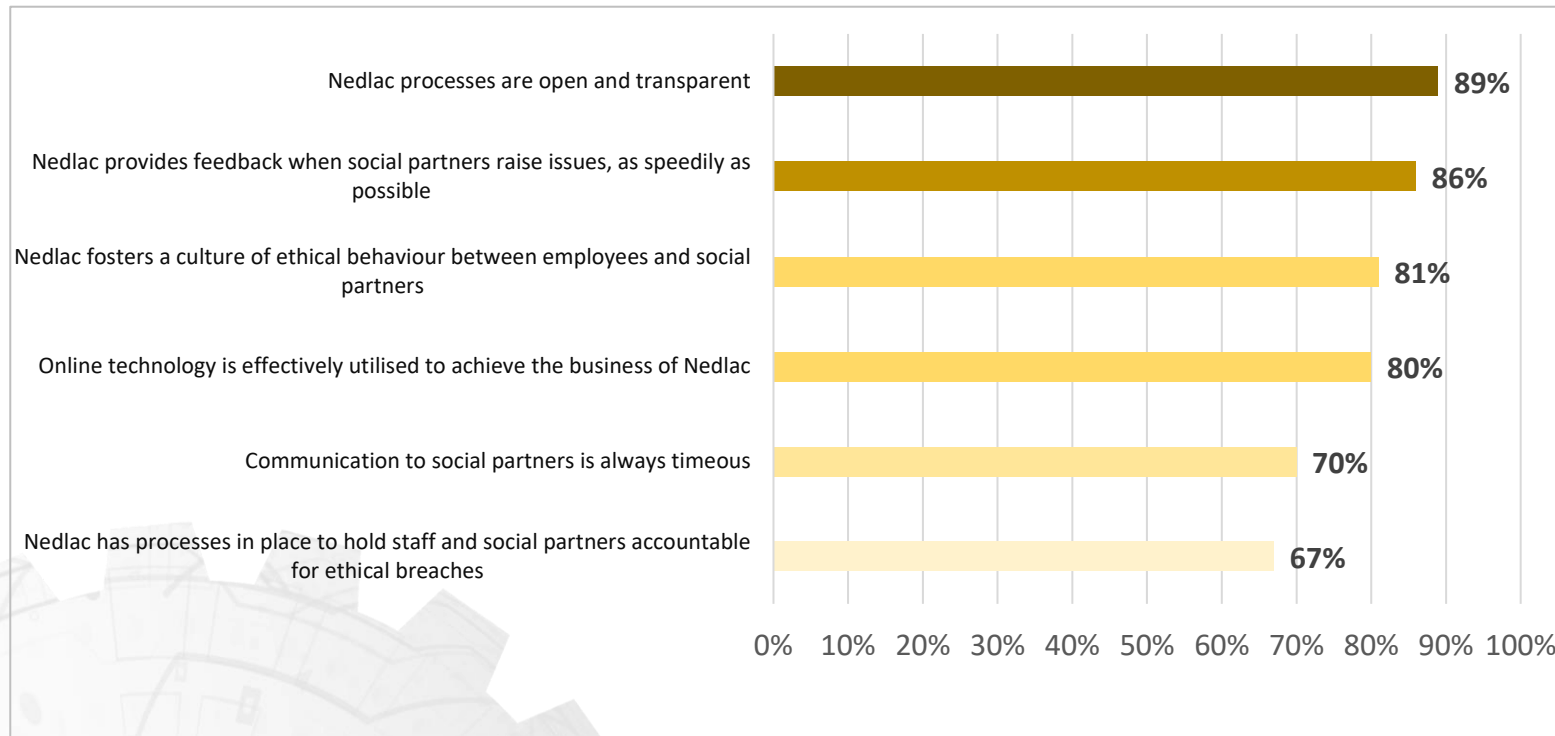 Nedlac processes are open and transparent
89%
Nedlac provides feedback when social partners raise issues, as speedily as
possible
86%
Nedlac fosters a culture of ethical behaviour between employees and social
partners
81%
Online technology is effectively utilised to achieve the business of Nedlac
80%
Communication to social partners is always timeous
70%
Nedlac has processes in place to hold staff and social partners accountable
for ethical breaches
67%
0% 10% 20% 30% 40% 50% 60% 70% 80% 90% 100%